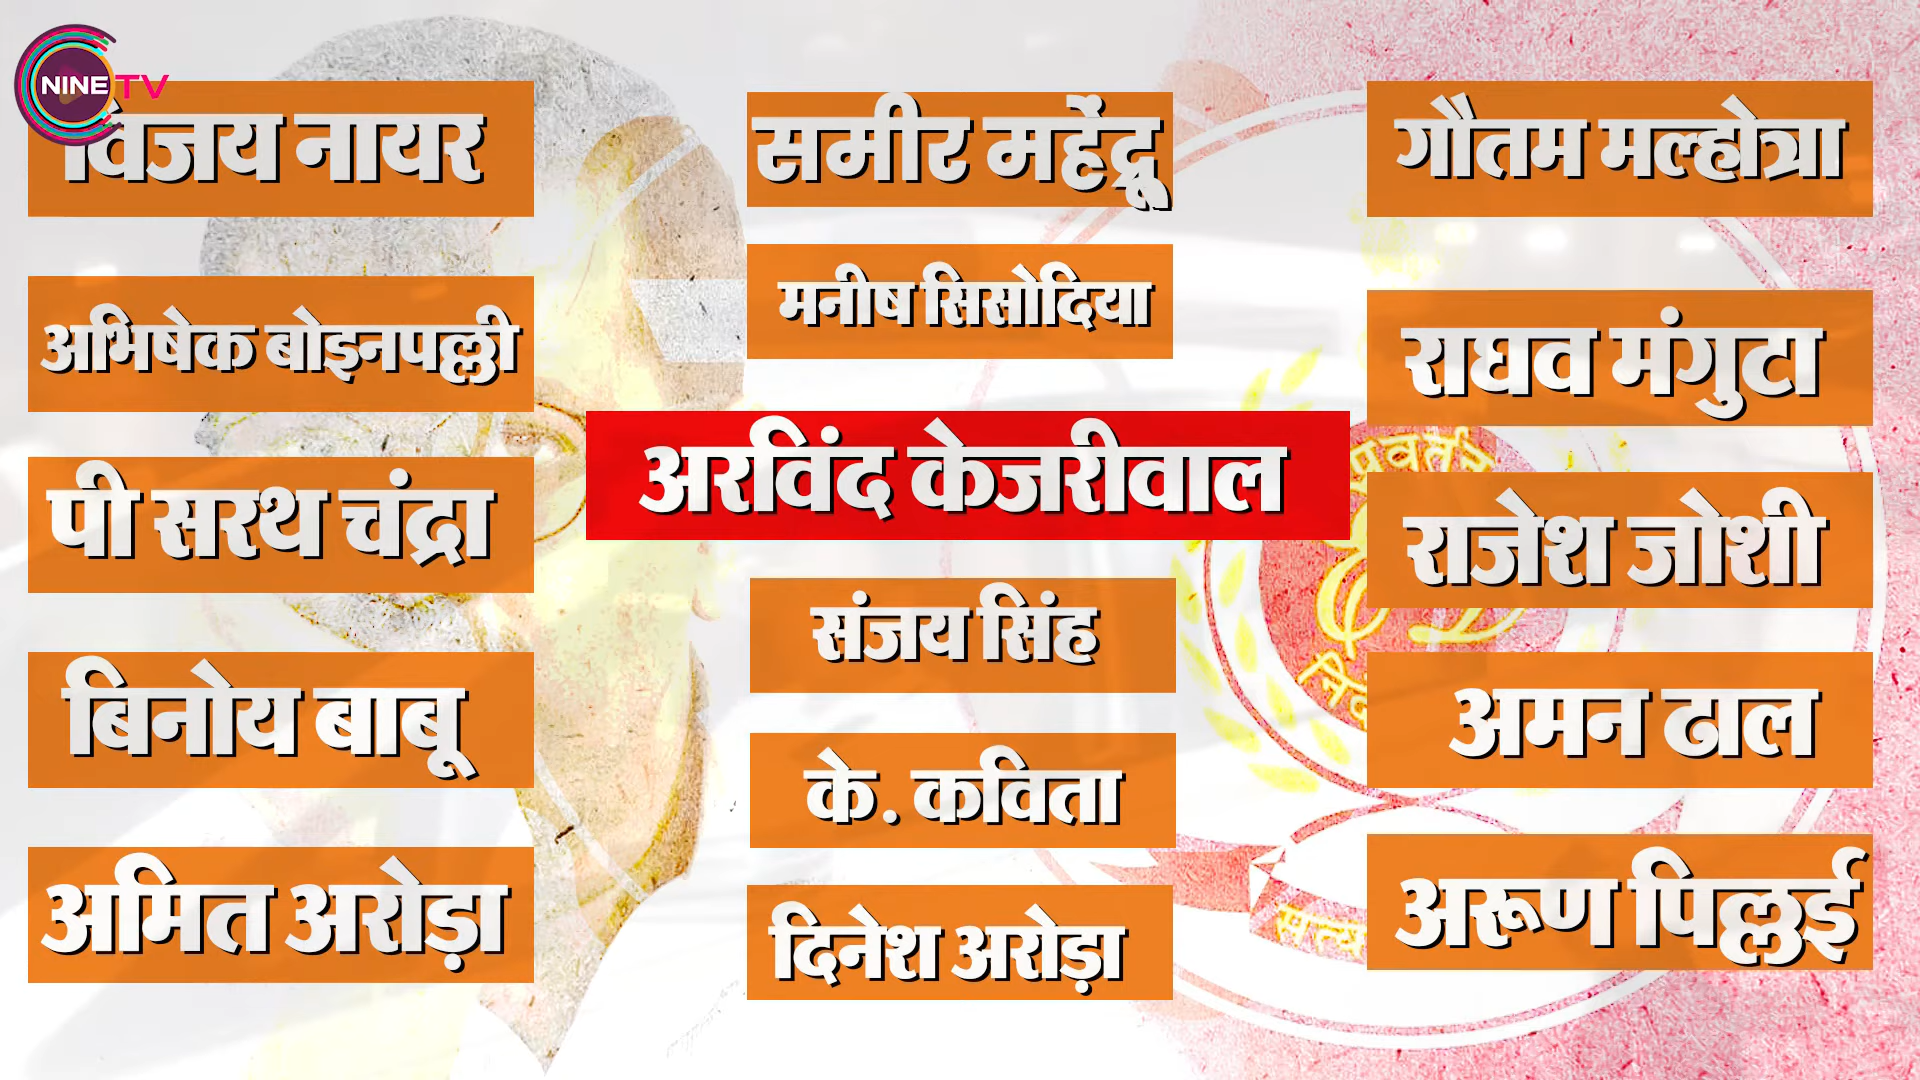 NINE TV
विजय नायर
अभिषेक बोइनपल्ली
पी सरथ चंद्रा
बिनोय बाबू
अमित अरोड़ा
समीर महेंद्रू
मनीष सिसोदिया
अरविंद केजरीवाल
संजय सिंह
के. कविता
दिनेश अरोड़ा
गौतम मल्होत्रा
राघव मंगुटा
राजेश जोशी
अमन ढाल
अरूण पिल्लई